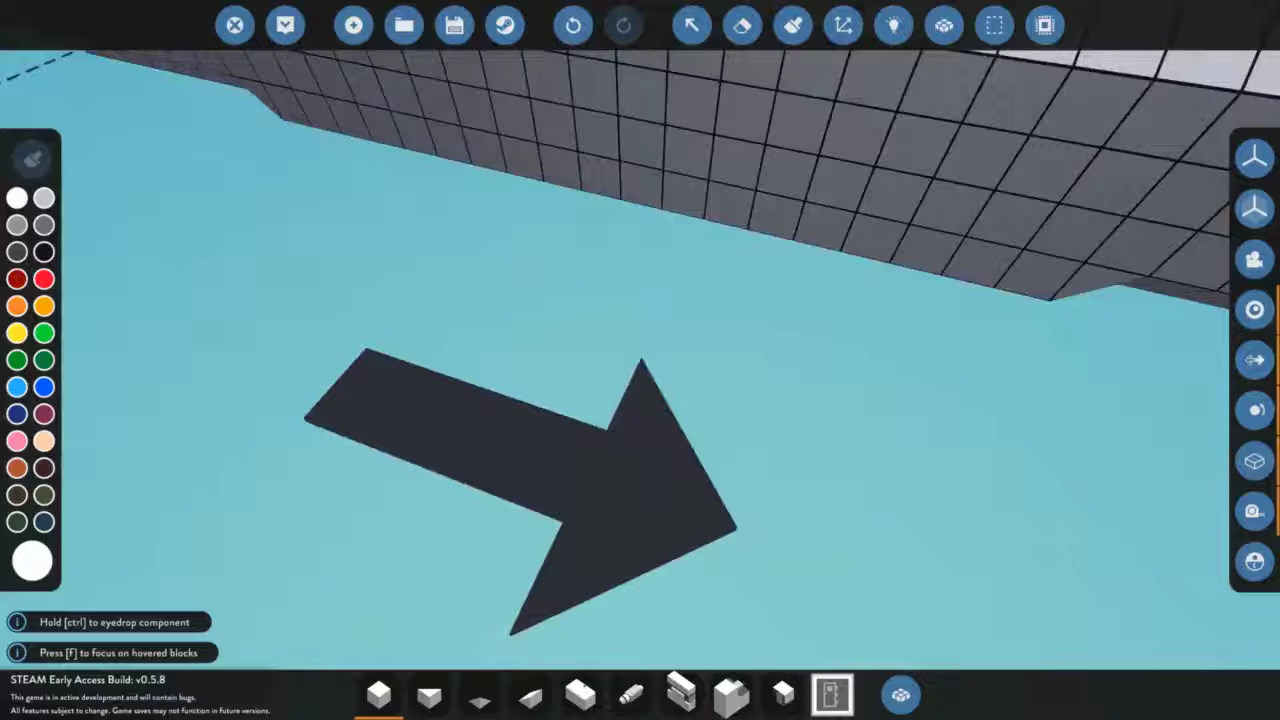 Hold [ctrl] to eyedrop component
Press [f] to focus on hovered blocks
STEAM Early Access Build: v0.5.8
This game is in active development and will contain bugs.
All features subject to change. Game saves may not function in future versions.